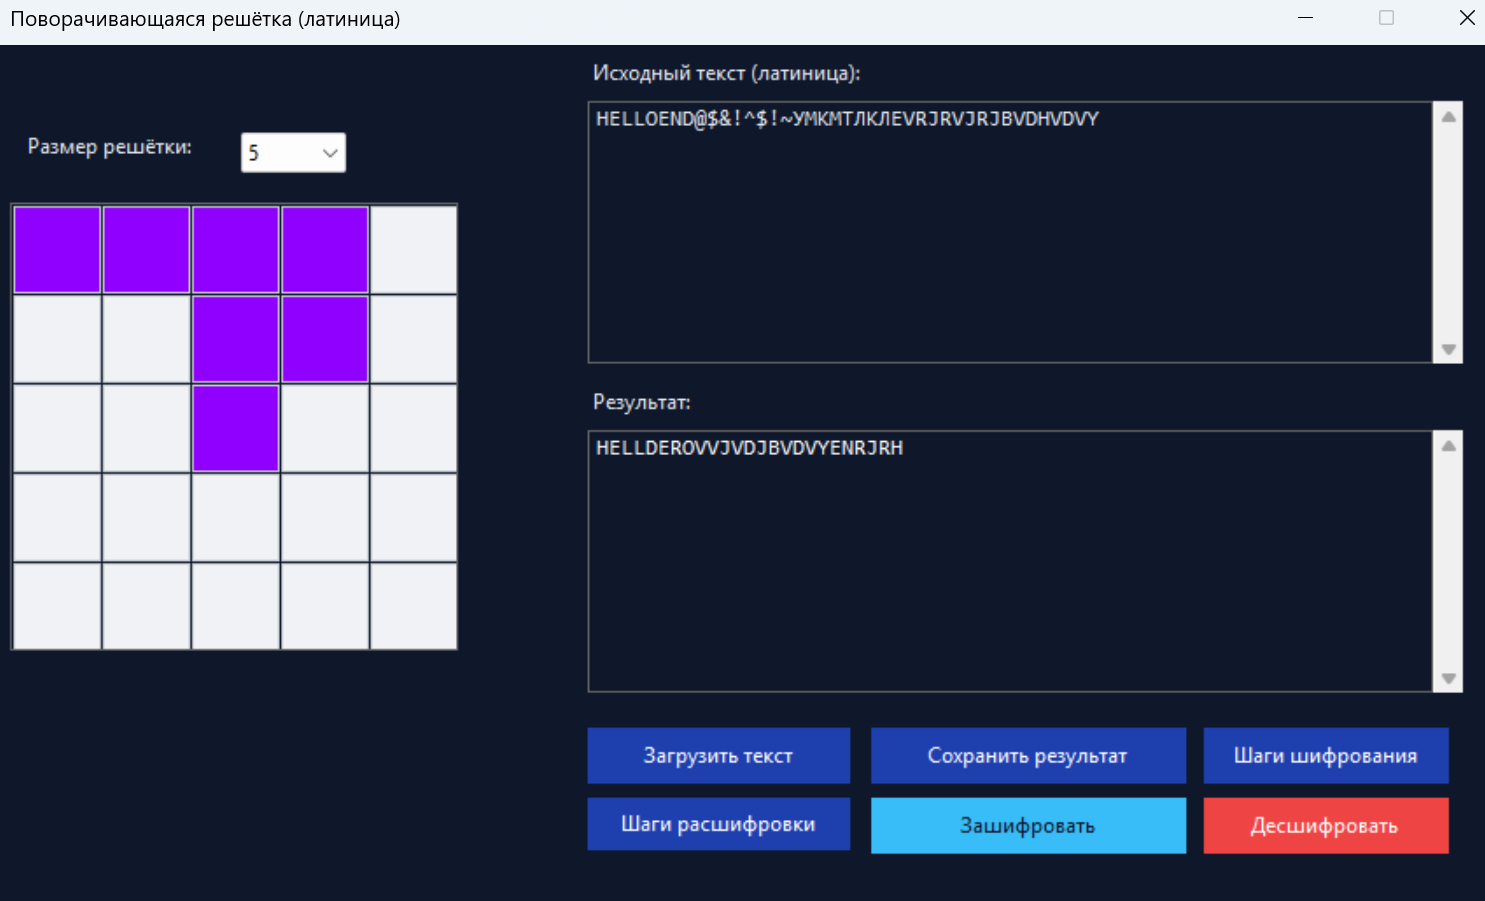 Поворачивающаяся решётка (латиница)
Исходный текст (латиница):
HELLOEND@$&!^$!~УМКМТЛКЛЕVRJRVJRJBVDHVDVY
Размер решётки:
5
Результат:
HELLDEROVVJVDJBVDVYENRJRH
Загрузить текст
Сохранить результат
Шаги шифрования
Шаги расшифровки
Зашифровать
Десшифровать